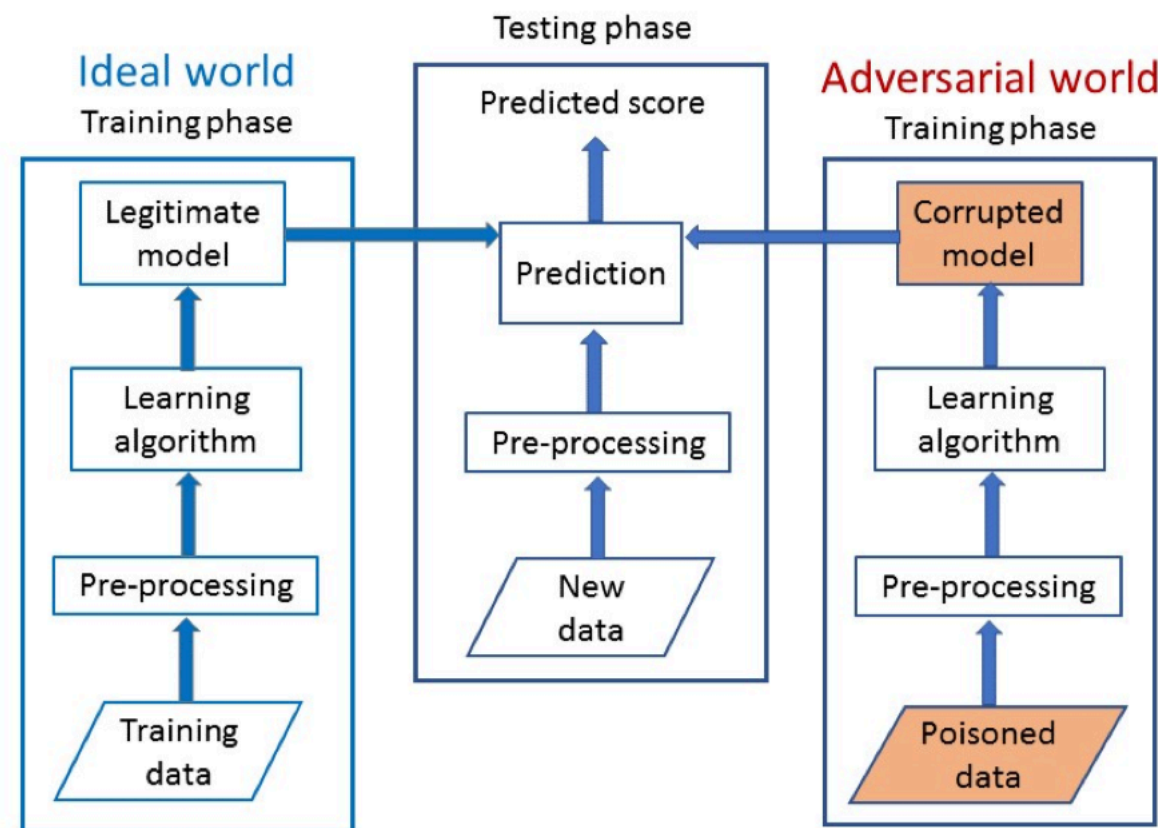 Ideal world
Training phase
Legitimate
model
Learning
algorithm
Pre-processing
Training
data
Testing phase
Predicted score
Prediction
Pre-processing
New
data
Adversarial world
Training phase
Corrupted
model
Learning
algorithm
Pre-processing
Poisoned
data